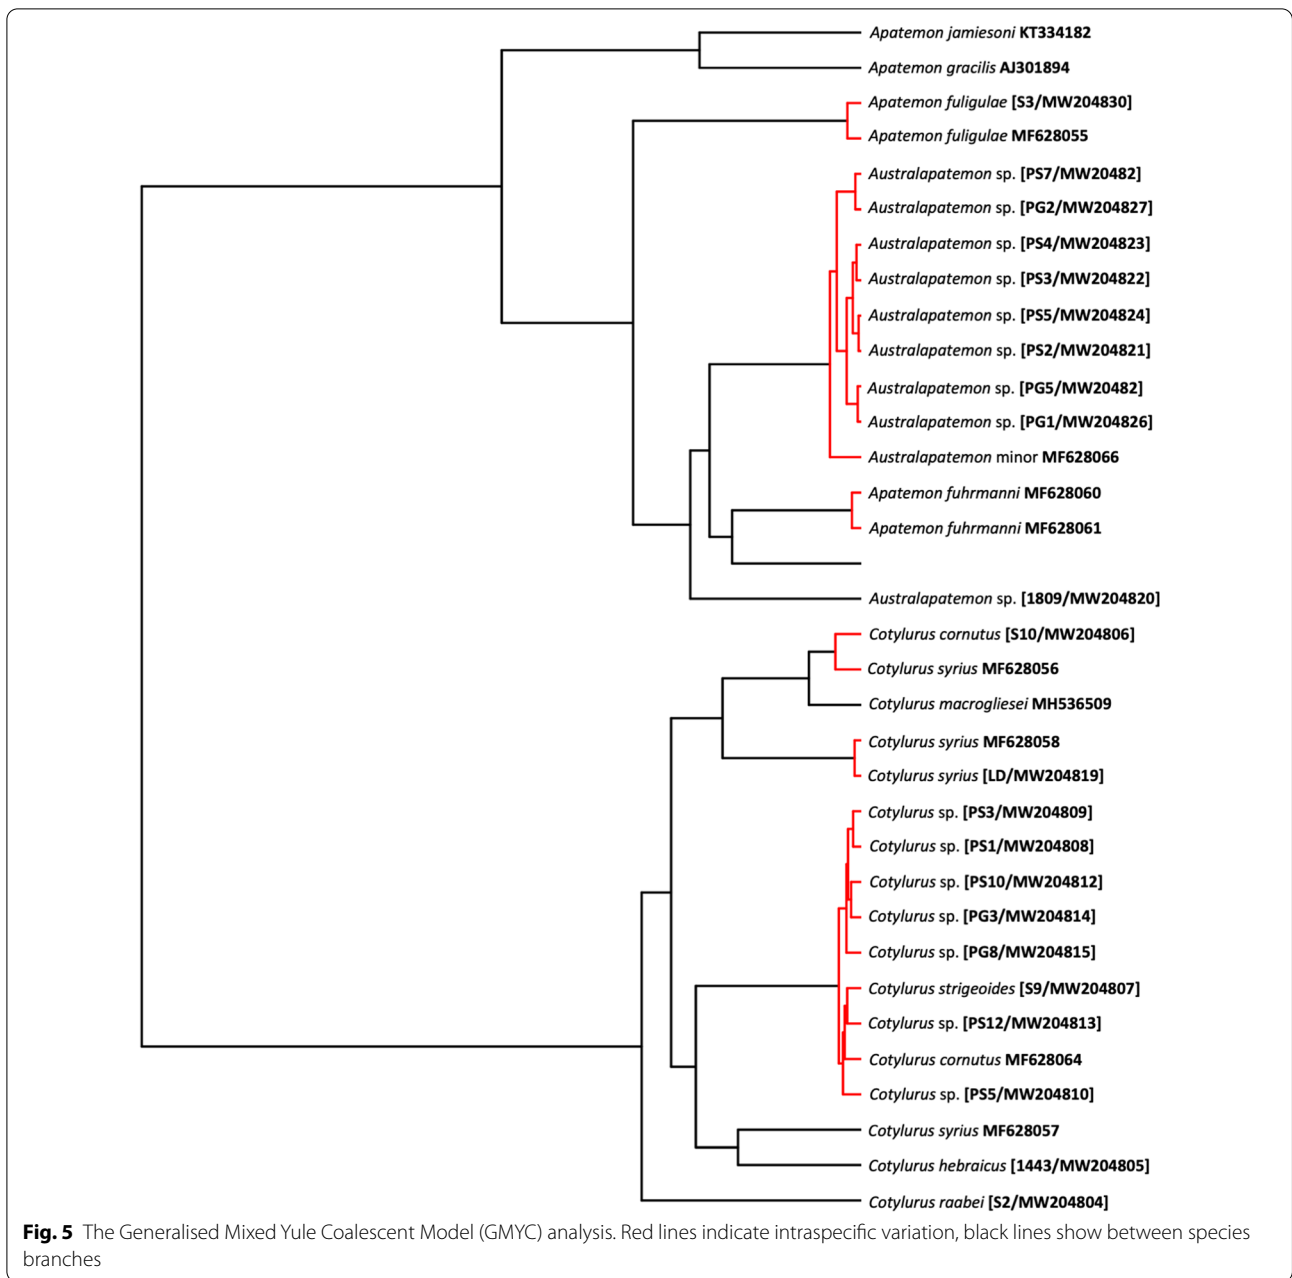 Apatemon jamiesoni KT334182
Apatemon gracilis AJ301894
Apatemon fuligulae [S3/MW204830]
Apatemon fuligulae MF628055
Australapatemon sp. [PS7/MW20482]
Australapatemon sp. [PG2/MW204827]
Australapatemon sp. [PS4/MW204823]
Australapatemon sp. [PS3/MW204822]
Australapatemon sp. [PS5/MW204824]
Australapatemon sp. [PS2/MW204821]
Australapatemon sp. [PG5/MW20482]
Australapatemon sp. [PG1/MW204826]
Australapatemon minor MF628066
Apatemon fuhrmanni MF628060
Apatemon fuhrmanni MF628061
Australapatemon sp. [1809/MW204820]
Cotylurus cornutus [S10/MW204806]
Cotylurus syrius MF628056
Cotylurus macrogliesei MH536509
Cotylurus syrius MF628058
Cotylurus syrius [LD/MW204819]
Cotylurus sp. [PS3/MW204809]
Cotylurus sp. [PS1/MW204808]
Cotylurus sp. [PS10/MW204812]
Cotylurus sp. [PG3/MW204814]
Cotylurus sp. [PG8/MW204815]
Cotylurus strigeoides [S9/MW204807]
Cotylurus sp. [PS12/MW204813]
Cotylurus cornutus MF628064
Cotylurus sp. [PS5/MW204810]
Cotylurus syrius MF628057
Cotylurus hebraicus [1443/MW204805]
Cotylurus raabei [S2/MW204804]
Fig. 5 The Generalised Mixed Yule Coalescent Model (GMYC) analysis. Red lines indicate intraspecific variation, black lines show between species
branches